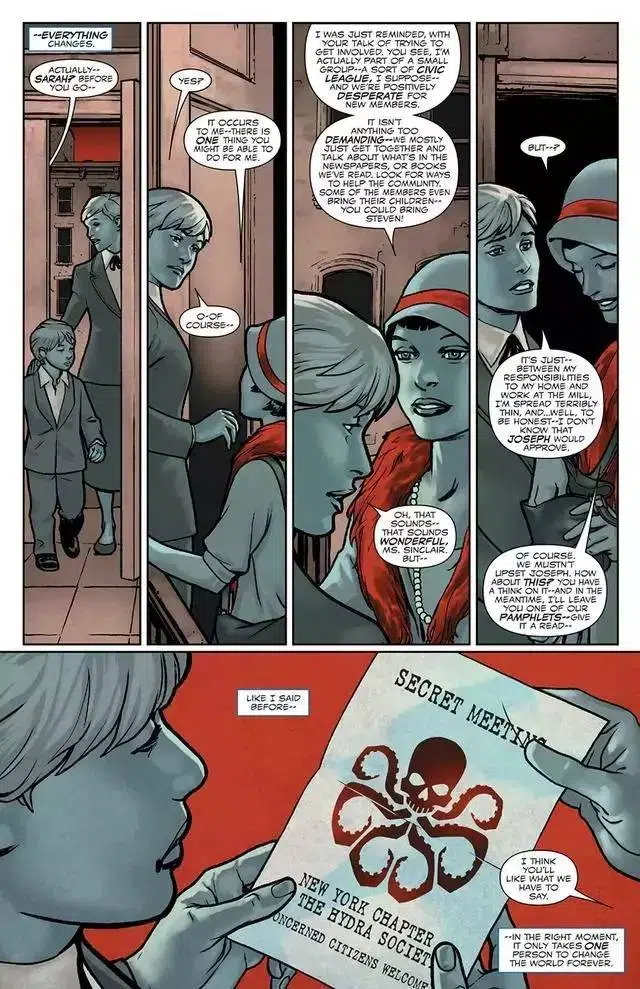 --EVERYTHING
CHANGES.
ACTUALLY--
SARAH? BEFORE
YOU GO--
YES?
IT OCCURS
TO ME--THERE IS
ONE THING YOU
MIGHT BE ABLE TO
DO FOR ME.
O-OF
COURSE--
I WAS JUST REMINDED, WITH
YOUR TALK OF TRYING TO
GET INVOLVED. YOU SEE, I'M
ACTUALLY PART OF A SMALL
GROUP--A SORT OF CIVIC
LEAGUE, I SUPPOSE--
AND WE'RE POSITIVELY
DESPERATE FOR
NEW MEMBERS.
IT ISN'T
ANYTHING TOO
DEMANDING--WE MOSTLY
JUST GET TOGETHER AND
TALK ABOUT WHAT'S IN THE
NEWSPAPERS, OR BOOKS
WE'VE READ. LOOK FOR WAYS
TO HELP THE COMMUNITY.
SOME OF THE MEMBERS EVEN
BRING THEIR CHILDREN--
YOU COULD BRING
STEVEN!
OH, THAT
SOUNDS--
THAT SOUNDS
WONDERFUL,
MS. SINCLAIR.
BUT--
BUT--?
IT'S JUST--
BETWEEN MY
RESPONSIBILITIES
TO MY HOME AND
WORK AT THE MILL,
I'M SPREAD TERRIBLY
THIN, AND...WELL, TO
BE HONEST--I DON'T
KNOW THAT
JOSEPH WOULD
APPROVE.
OF COURSE.
WE MUSTN'T
UPSET JOSEPH. HOW
ABOUT THIS? YOU HAVE
A THINK ON IT--AND IN THE
MEANTIME, I'LL LEAVE
YOU ONE OF OUR
PAMPHLETS--GIVE
IT A READ--
LIKE I SAID
BEFORE--
SECRET MEETING
NEW YORK CHAPTER
THE HYDRA SOCIET
CONCERNED CITIZENS WELCOME
I THINK
YOU'LL
LIKE WHAT WE
HAVE TO
SAY.
--IN THE RIGHT MOMENT,
IT ONLY TAKES ONE
PERSON TO CHANGE
THE WORLD FOREVER.